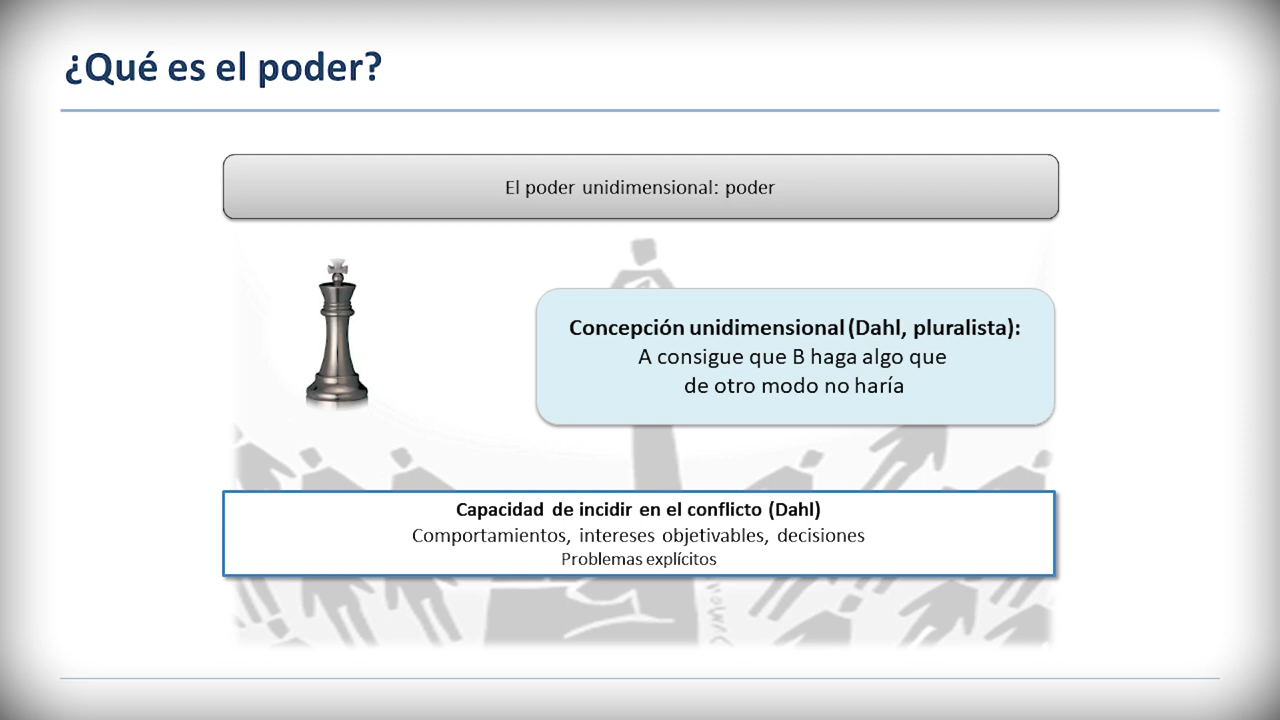 ¿Qué es el poder?
El poder unidimensional: poder
Concepción unidimensional (Dahl, pluralista):
A consigue que B haga algo que
de otro modo no haría
Capacidad de incidir en el conflicto (Dahl)
Comportamientos, intereses objetivables, decisiones
Problemas explícitos